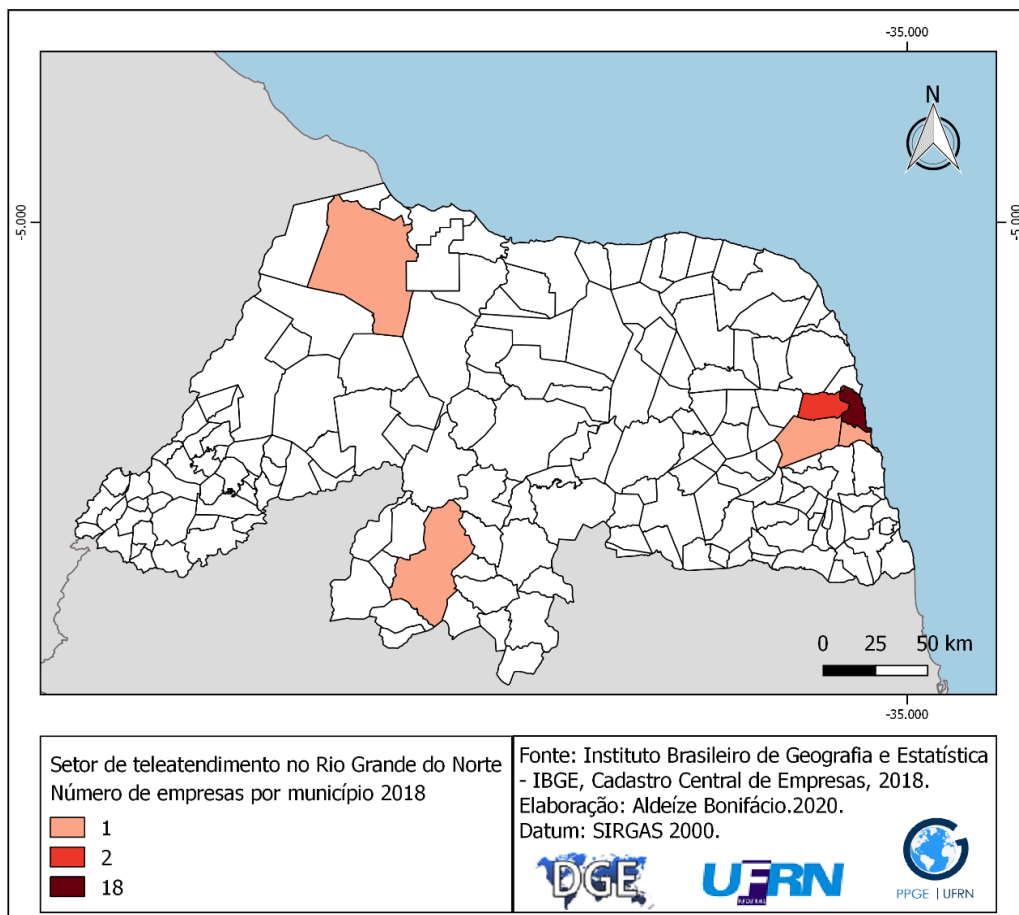 -35.000
N
-5.000
-5.000
0 25 50 km
-35.000
Setor de teleatendimento no Rio Grande do Norte
Número de empresas por município 2018
1
2
18
Fonte: Instituto Brasileiro de Geografia e Estatística
- IBGE, Cadastro Central de Empresas, 2018.
Elaboração: Aldeíze Bonifácio.2020.
Datum: SIRGAS 2000.
DGE
UFRN
FEDERAL
PPGE | UFRN